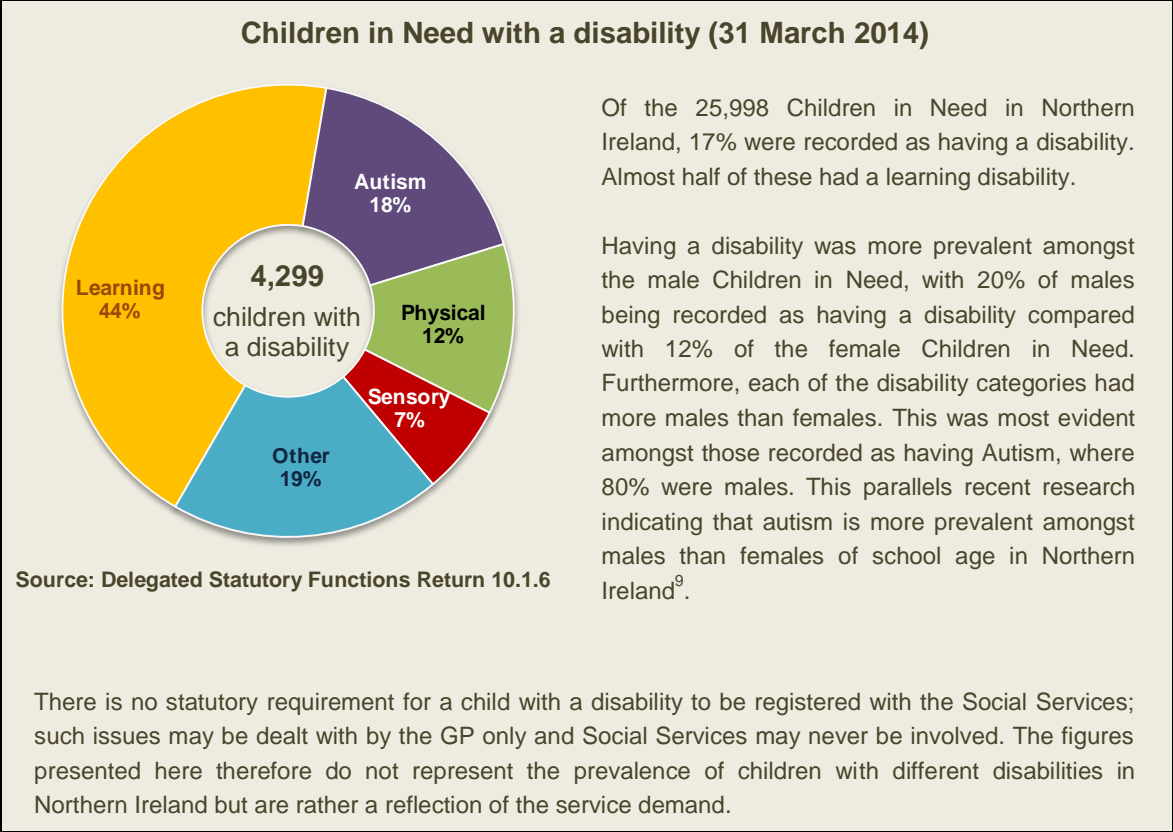 Children in Need with a disability (31 March 2014)
Autism
18%
Learning
44%
4,299
children with
a disability
Physical
12%
Sensory
7%
Other
19%
Source: Delegated Statutory Functions Return 10.1.6
Of the 25,998 Children in Need in Northern
Ireland, 17% were recorded as having a disability.
Almost half of these had a learning disability.
Having a disability was more prevalent amongst
the male Children in Need, with 20% of males
being recorded as having a disability compared
with 12% of the female Children in Need.
Furthermore, each of the disability categories had
more males than females. This was most evident
amongst those recorded as having Autism, where
80% were males. This parallels recent research
indicating that autism is more prevalent amongst
males than females of school age in Northern
Ireland⁹.
There is no statutory requirement for a child with a disability to be registered with the Social Services;
such issues may be dealt with by the GP only and Social Services may never be involved. The figures
presented here therefore do not represent the prevalence of children with different disabilities in
Northern Ireland but are rather a reflection of the service demand.